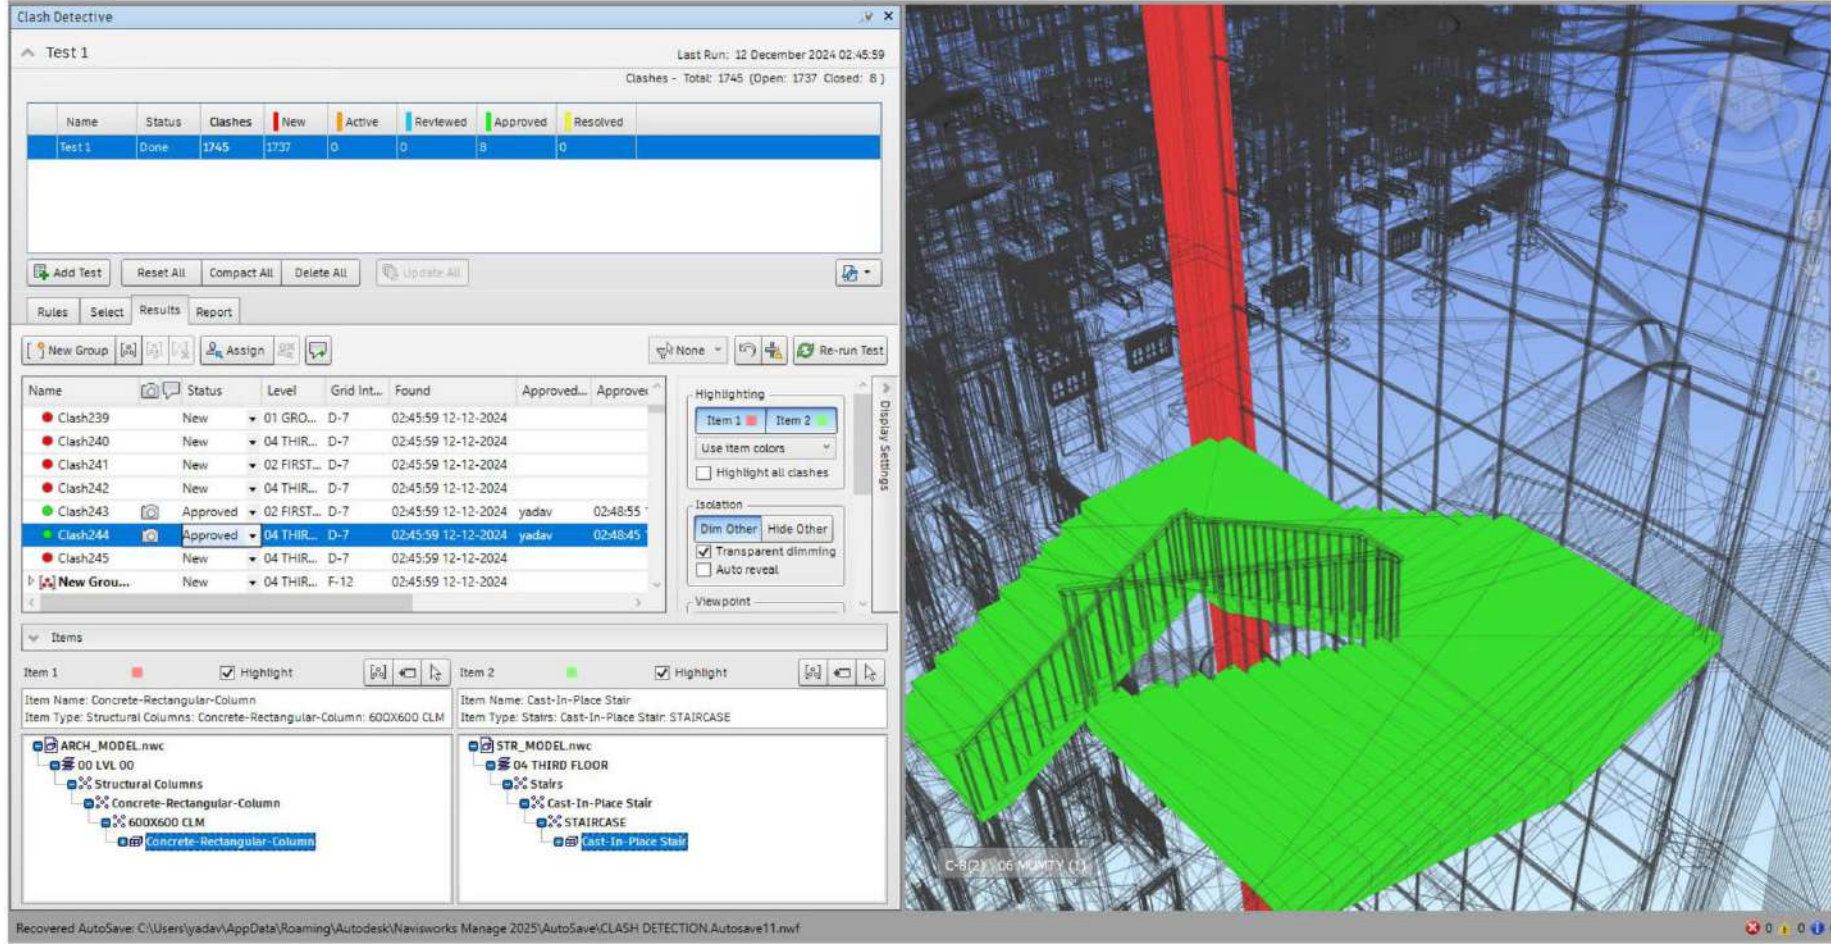 Clash Detective
Test 1
Last Run: 12 December 2024 02:45:59
Clashes - Total: 1745 (Open: 1737 Closed: 8 )
Name Status Clashes New Active Reviewed Approved Resolved
Test 1 Done 1745 1737 0 0 8 0
Add Test Reset All Compact All Delete All Update All
Rules Select Results Report
New Group Assign None Re-run Test
Name Status Level Grid Int... Found Approved... Approved
Clash239 New 01 GRO... D-7 02:45:59 12-12-2024
Clash240 New 04 THIR... D-7 02:45:59 12-12-2024
Clash241 New 02 FIRST... D-7 02:45:59 12-12-2024
Clash242 New 04 THIR... D-7 02:45:59 12-12-2024
Clash243 Approved 02 FIRST... D-7 02:45:59 12-12-2024 yadav 02:48:55
Clash244 Approved 04 THIR... D-7 02:45:59 12-12-2024 yadav 02:48:45
Clash245 New 04 THIR... D-7 02:45:59 12-12-2024
New Grou... New 04 THIR... F-12 02:45:59 12-12-2024
Highlighting
Item 1 Item 2
Use item colors
Highlight all clashes
Isolation
Dim Other Hide Other
Transparent dimming
Auto reveal
Viewpoint
Display Settings
Items
Item 1 Highlight
Item Name: Concrete-Rectangular-Column
Item Type: Structural Columns: Concrete-Rectangular-Column: 600X600 CLM
ARCH_MODEL.nwc
00 LVL 00
Structural Columns
Concrete-Rectangular-Column
600X600 CLM
Concrete-Rectangular-Column
Item 2 Highlight
Item Name: Cast-In-Place Stair
Item Type: Stairs: Cast-In-Place Stair: STAIRCASE
STR_MODEL.nwc
04 THIRD FLOOR
Stairs
Cast-In-Place Stair
STAIRCASE
Cast-In-Place Stair
C-8(2) : 06 MUMTY (1)
Recovered AutoSave: C:\Users\yadav\AppData\Roaming\Autodesk\Navisworks Manage 2025\AutoSave\CLASH DETECTION.Autosave11.nwf
0 0